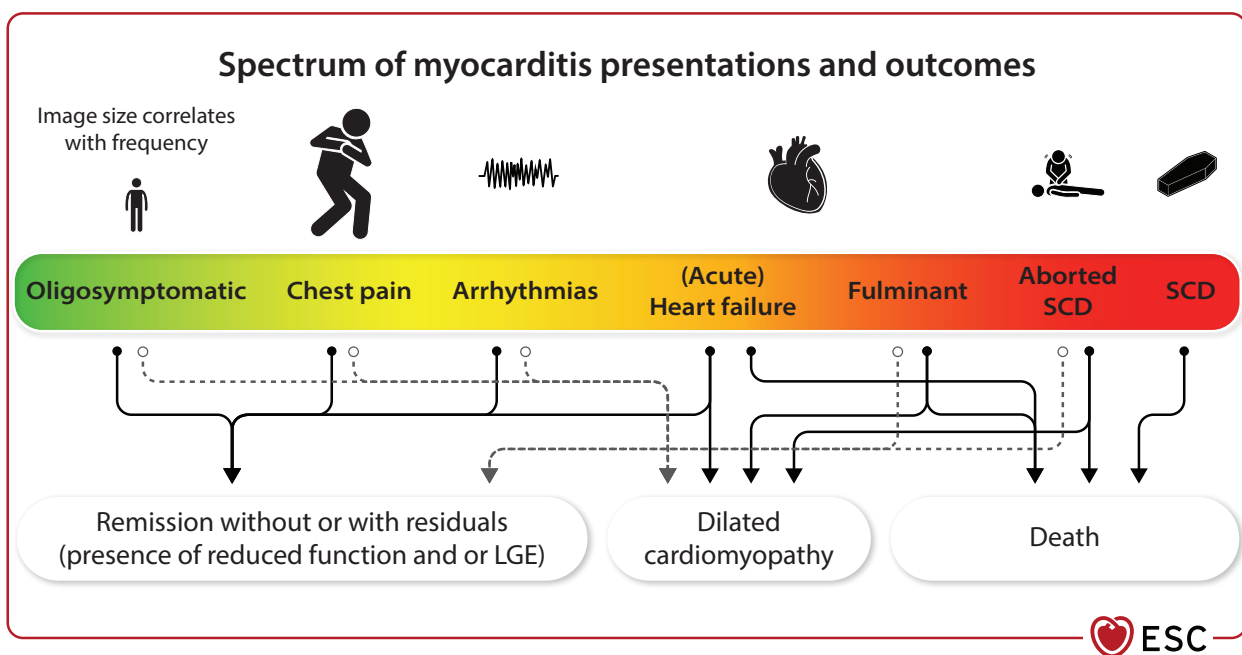 Spectrum of myocarditis presentations and outcomes
Image size correlates
with frequency
Oligosymptomatic
Chest pain
Arrhythmias
(Acute)
Heart failure
Fulminant
Aborted
SCD
SCD
Remission without or with residuals
(presence of reduced function and or LGE)
Dilated
cardiomyopathy
Death
ESC